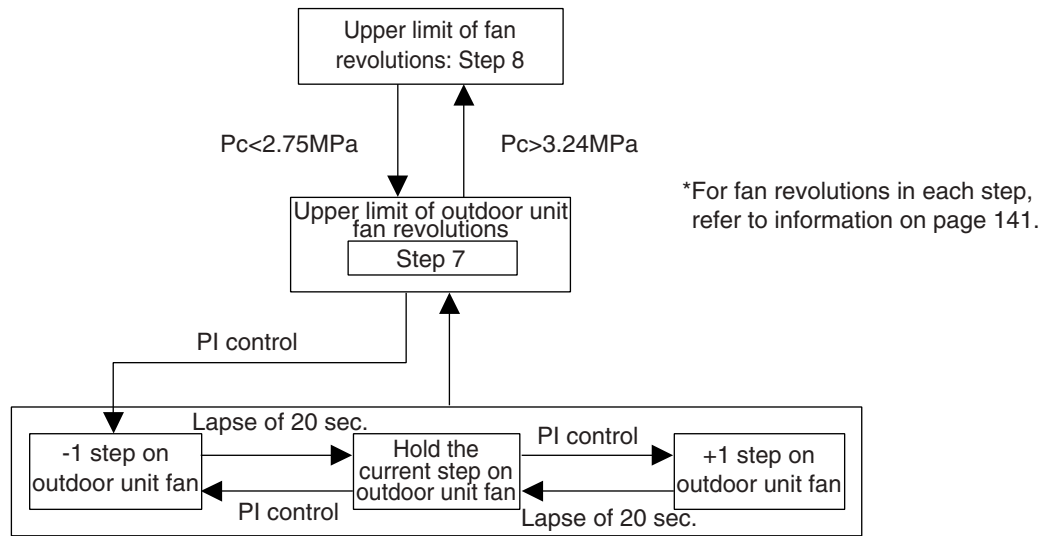 Upper limit of fan
revolutions: Step 8
Pc<2.75MPa
Pc>3.24MPa
*For fan revolutions in each step,
refer to information on page 141.
Upper limit of outdoor unit
fan revolutions
Step 7
PI control
Lapse of 20 sec.
-1 step on
outdoor unit fan
Hold the
current step on
outdoor unit fan
PI control
+1 step on
outdoor unit fan
PI control
Lapse of 20 sec.